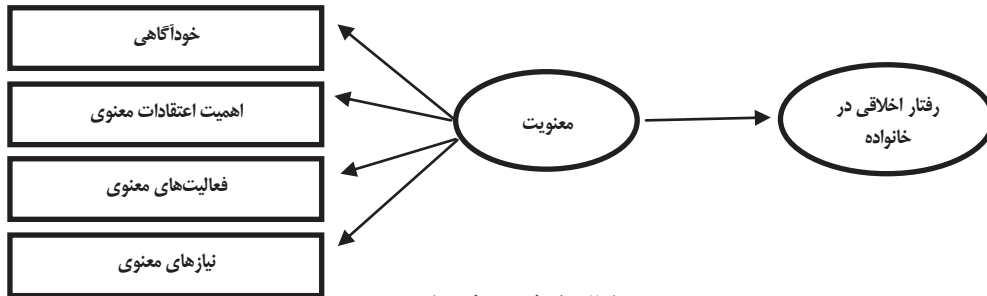 خودآگاهی
اهمیت اعتقادات معنوی
فعالیت‌های معنوی
نیازهای معنوی
معنویت
رفتار اخلاقی در
خانواده